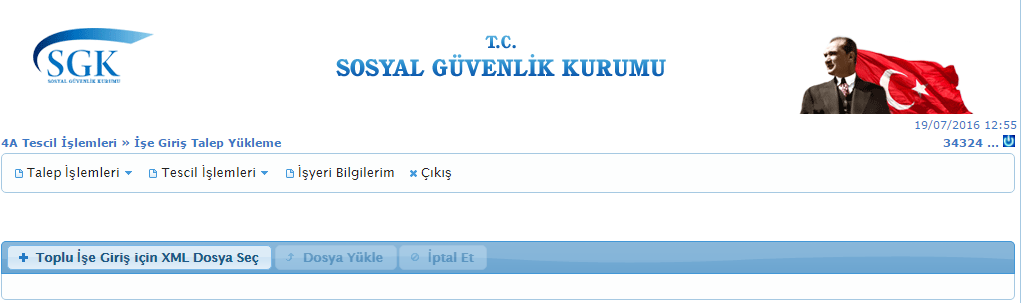 SGK
SOSYAL GÜVENLİK KURUMU
T.C.
SOSYAL GÜVENLİK KURUMU
19/07/2016 12:55
4A Tescil İşlemleri » İşe Giriş Talep Yükleme
34324 ...
Talep İşlemleri
Tescil İşlemleri
İşyeri Bilgilerim
Çıkış
Toplu İşe Giriş için XML Dosya Seç
Dosya Yükle
İptal Et